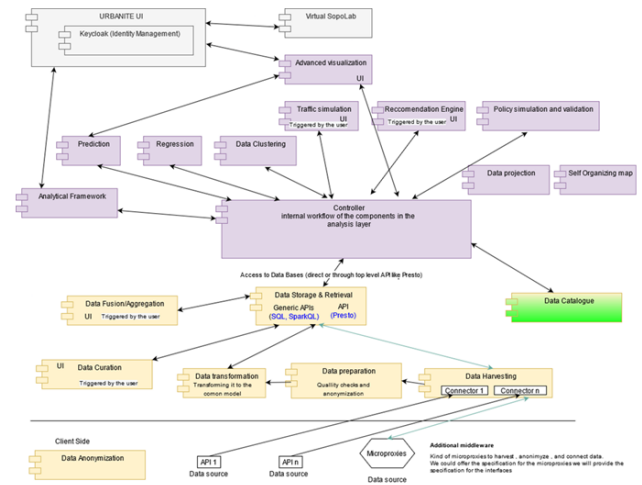 URBANITE UI
Keycloak (Identity Management)
Virtual SopoLab
Advanced visualization
UI
Traffic simulation
UI
Triggered by the user
Reccomendation Engine
UI
Triggered by the user
Policy simulation and validation
Prediction
Regression
Data Clustering
Data projection
Self Organizing map
Analytical Framework
Controller
internal workflow of the components in the
analysis layer
Access to Data Bases (direct or through top level API like Presto)
Data Fusion/Aggregation
UI Triggered by the user
Data Storage & Retrieval
Generic APIs
(SQL, SparkQL)
API
(Presto)
Data Catalogue
UI
Data Curation
Triggered by the user
Data transformation
Transforming it to the
comon model
Data preparation
Quallity checks and
anonymization
Data Harvesting
Connector 1
Connector n
Client Side
Data Anonymization
API 1
Data source
API n
Data source
Microproxies
Data source
Additional middleware
Kind of microproxies to harvest , anonimyze , and connect data.
We could offer the specification for the microproxies we will provide the
specification for the interfaces